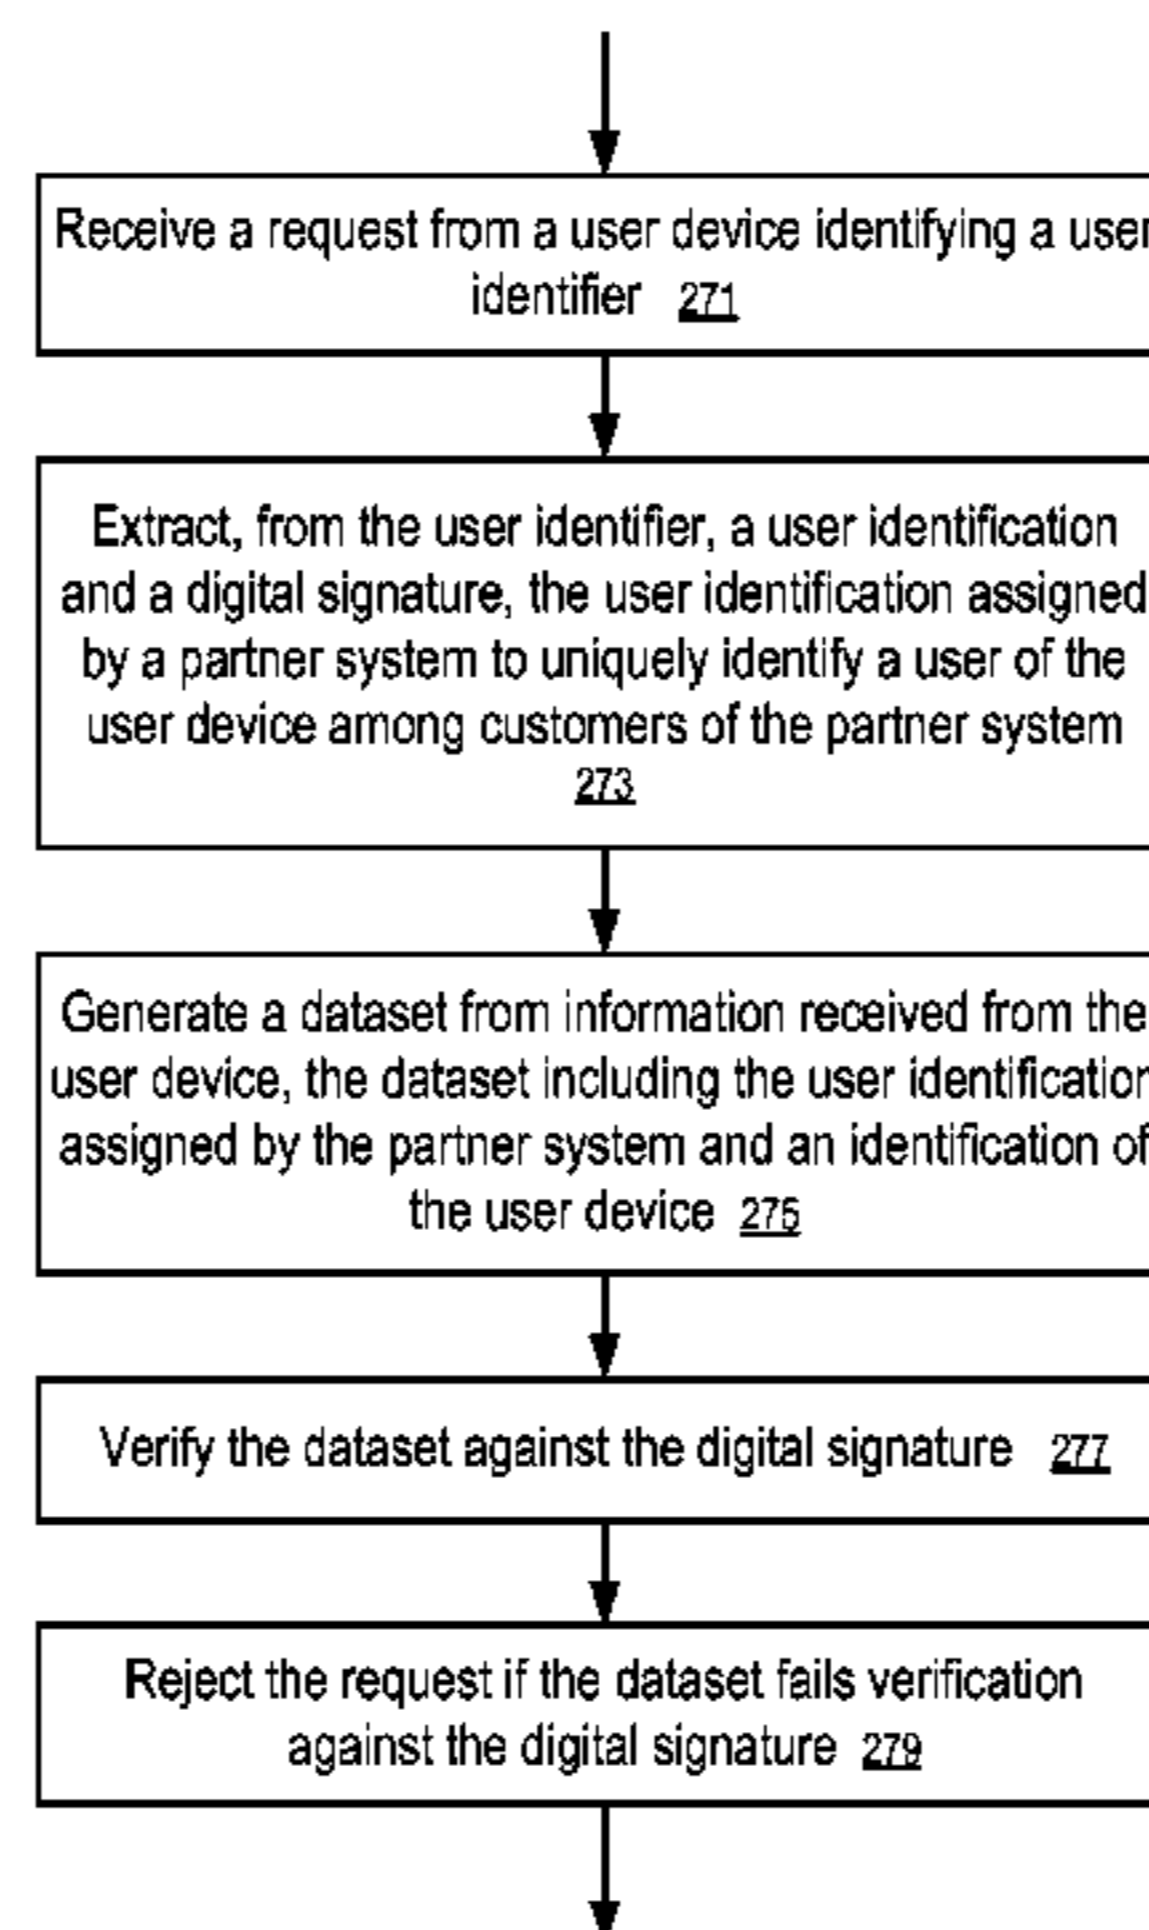 Receive a request from a user device identifying a user
identifier 271
Extract, from the user identifier, a user identification
and a digital signature, the user identification assigned
by a partner system to uniquely identify a user of the
user device among customers of the partner system
273
Generate a dataset from information received from the
user device, the dataset including the user identification
assigned by the partner system and an identification of
the user device 275
Verify the dataset against the digital signature 277
Reject the request if the dataset fails verification
against the digital signature 279